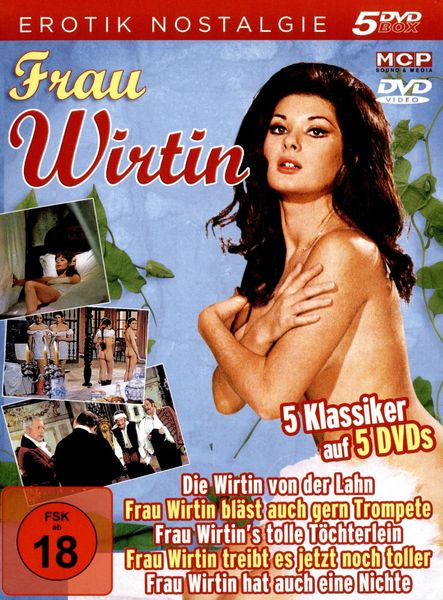 EROTIK NOSTALGIE
5 DVD BOX
MCP
SOUND & MEDIA
DVD
VIDEO
Frau
Wirtin
5 Klassiker
auf 5 DVDs
Die Wirtin von der Lahn
Frau Wirtin bläst auch gern Trompete
Frau Wirtin's tolle Töchterlein
Frau Wirtin treibt es jetzt noch toller
Frau Wirtin hat auch eine Nichte
FSK
ab
18